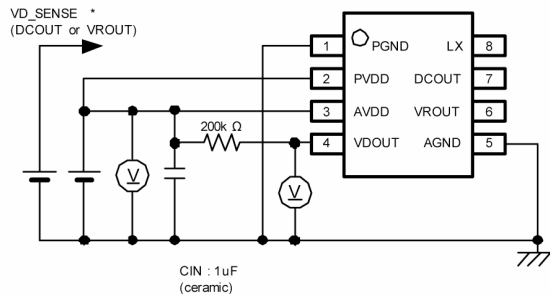 VD_SENSE *
(DCOUT or VROUT)
1 PGND LX 8
2 PVDD DCOUT 7
3 AVDD VROUT 6
200k Ω
4 VDOUT AGND 5
V
V
CIN : 1uF
(ceramic)